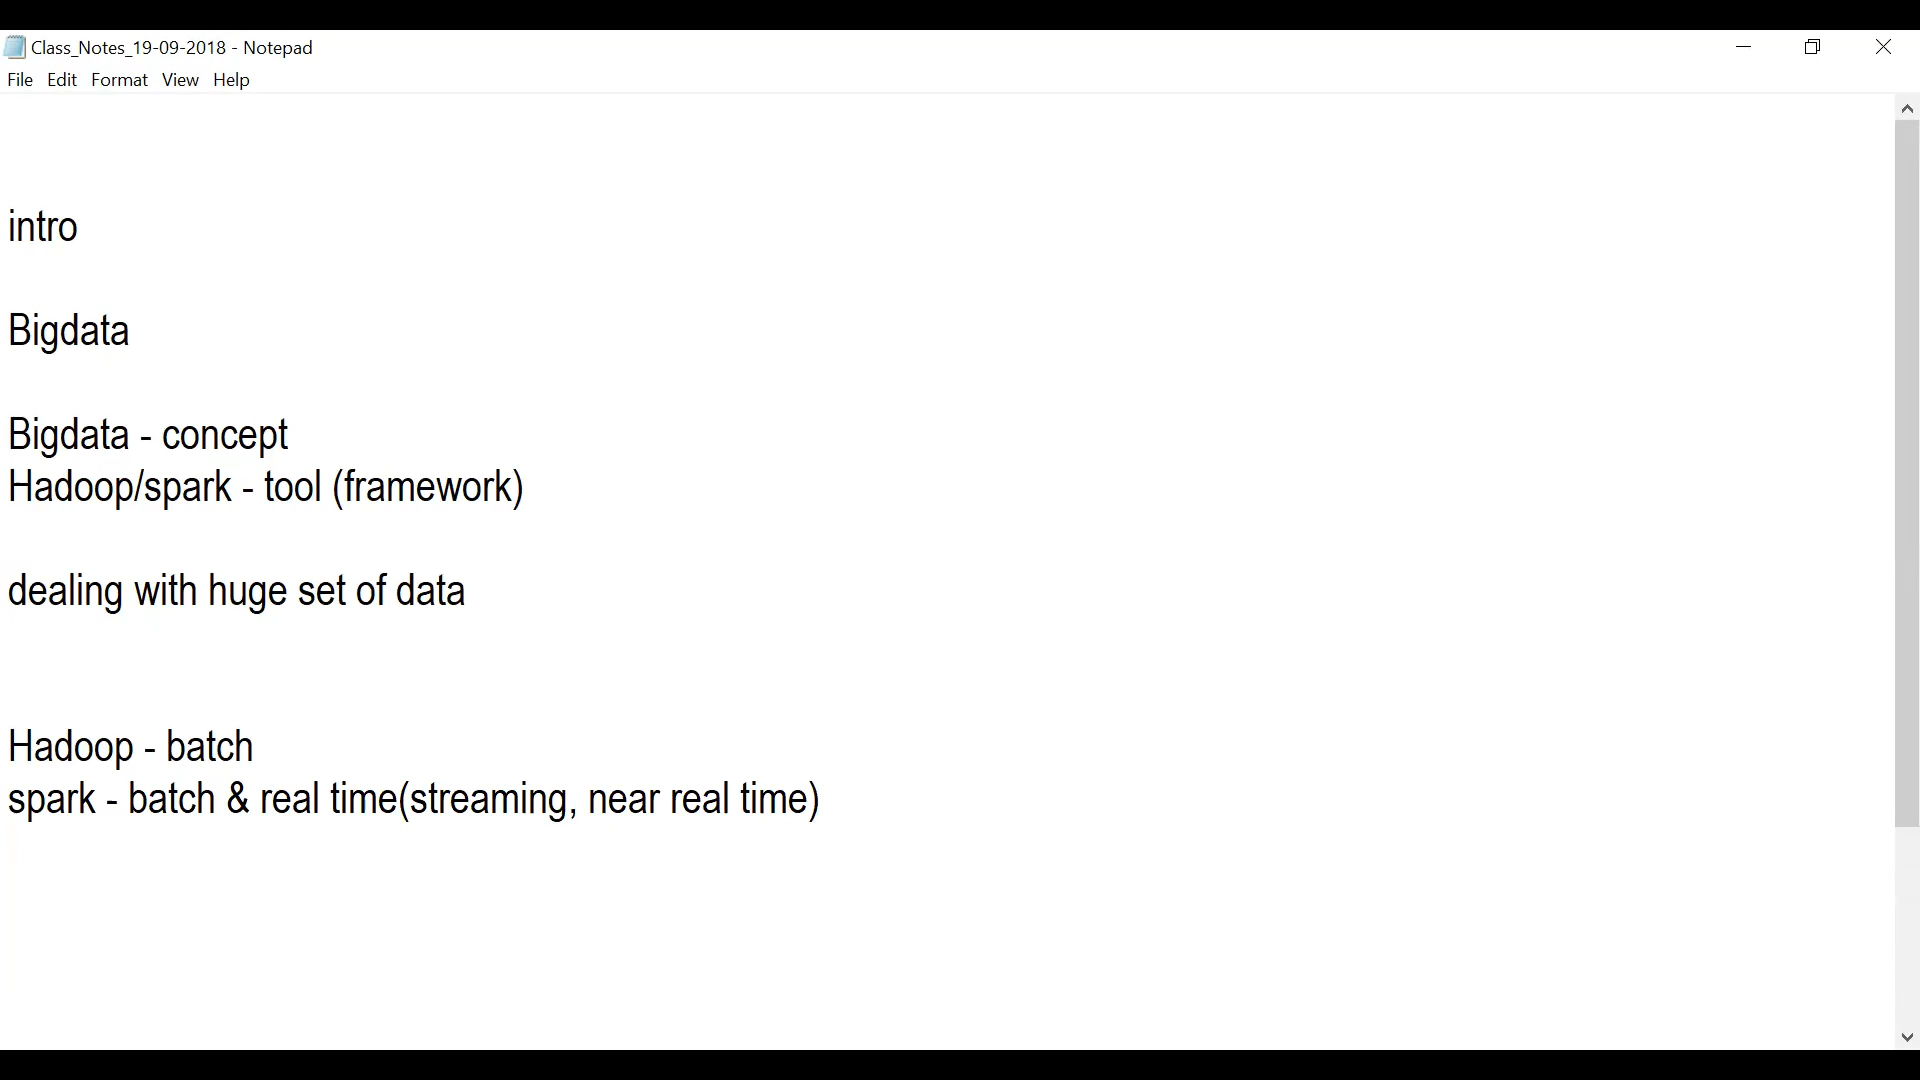 Class_Notes_19-09-2018 - Notepad
File Edit Format View Help
intro
Bigdata
Bigdata - concept
Hadoop/spark - tool (framework)
dealing with huge set of data
Hadoop - batch
spark - batch & real time(streaming, near real time)